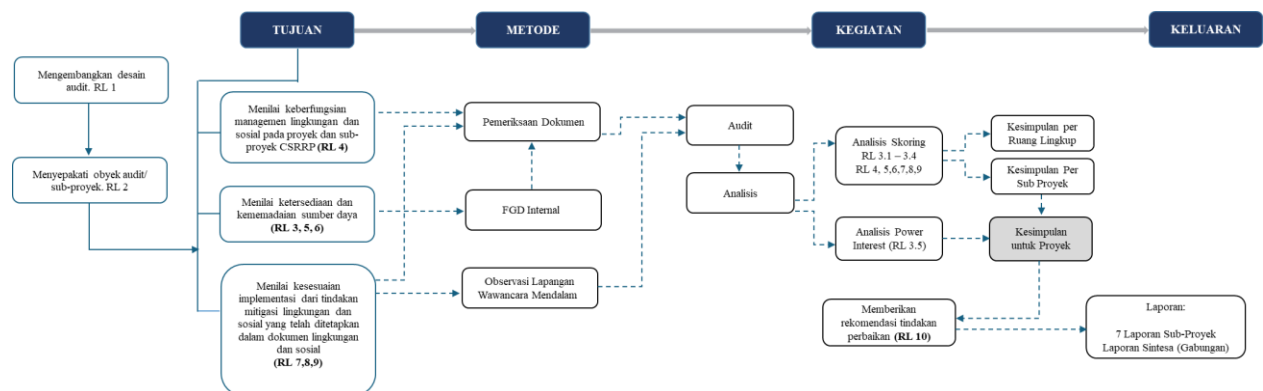 TUJUAN
METODE
KEGIATAN
KELUARAN
Mengembangkan desain
audit. RL 1
Menyepakati obyek audit/
sub-proyek. RL 2
Menilai keberfungsian
managemen lingkungan dan
sosial pada proyek dan sub-
proyek CSRRP (RL 4)
Menilai ketersediaan dan
kememadaian sumber daya
(RL 3, 5, 6)
Menilai kesesuaian
implementasi dari tindakan
mitigasi lingkungan dan
sosial yang telah ditetapkan
dalam dokumen lingkungan
dan sosial
(RL 7,8,9)
Pemeriksaan Dokumen
FGD Internal
Observasi Lapangan
Wawancara Mendalam
Audit
Analisis
Analisis Skoring
RL 3.1 – 3.4
RL 4, 5,6,7,8,9
Analisis Power
Interest (RL 3.5)
Kesimpulan per
Ruang Lingkup
Kesimpulan Per
Sub Proyek
Kesimpulan
untuk Proyek
Memberikan
rekomendasi tindakan
perbaikan (RL 10)
Laporan:
7 Laporan Sub-Proyek
Laporan Sintesa (Gabungan)